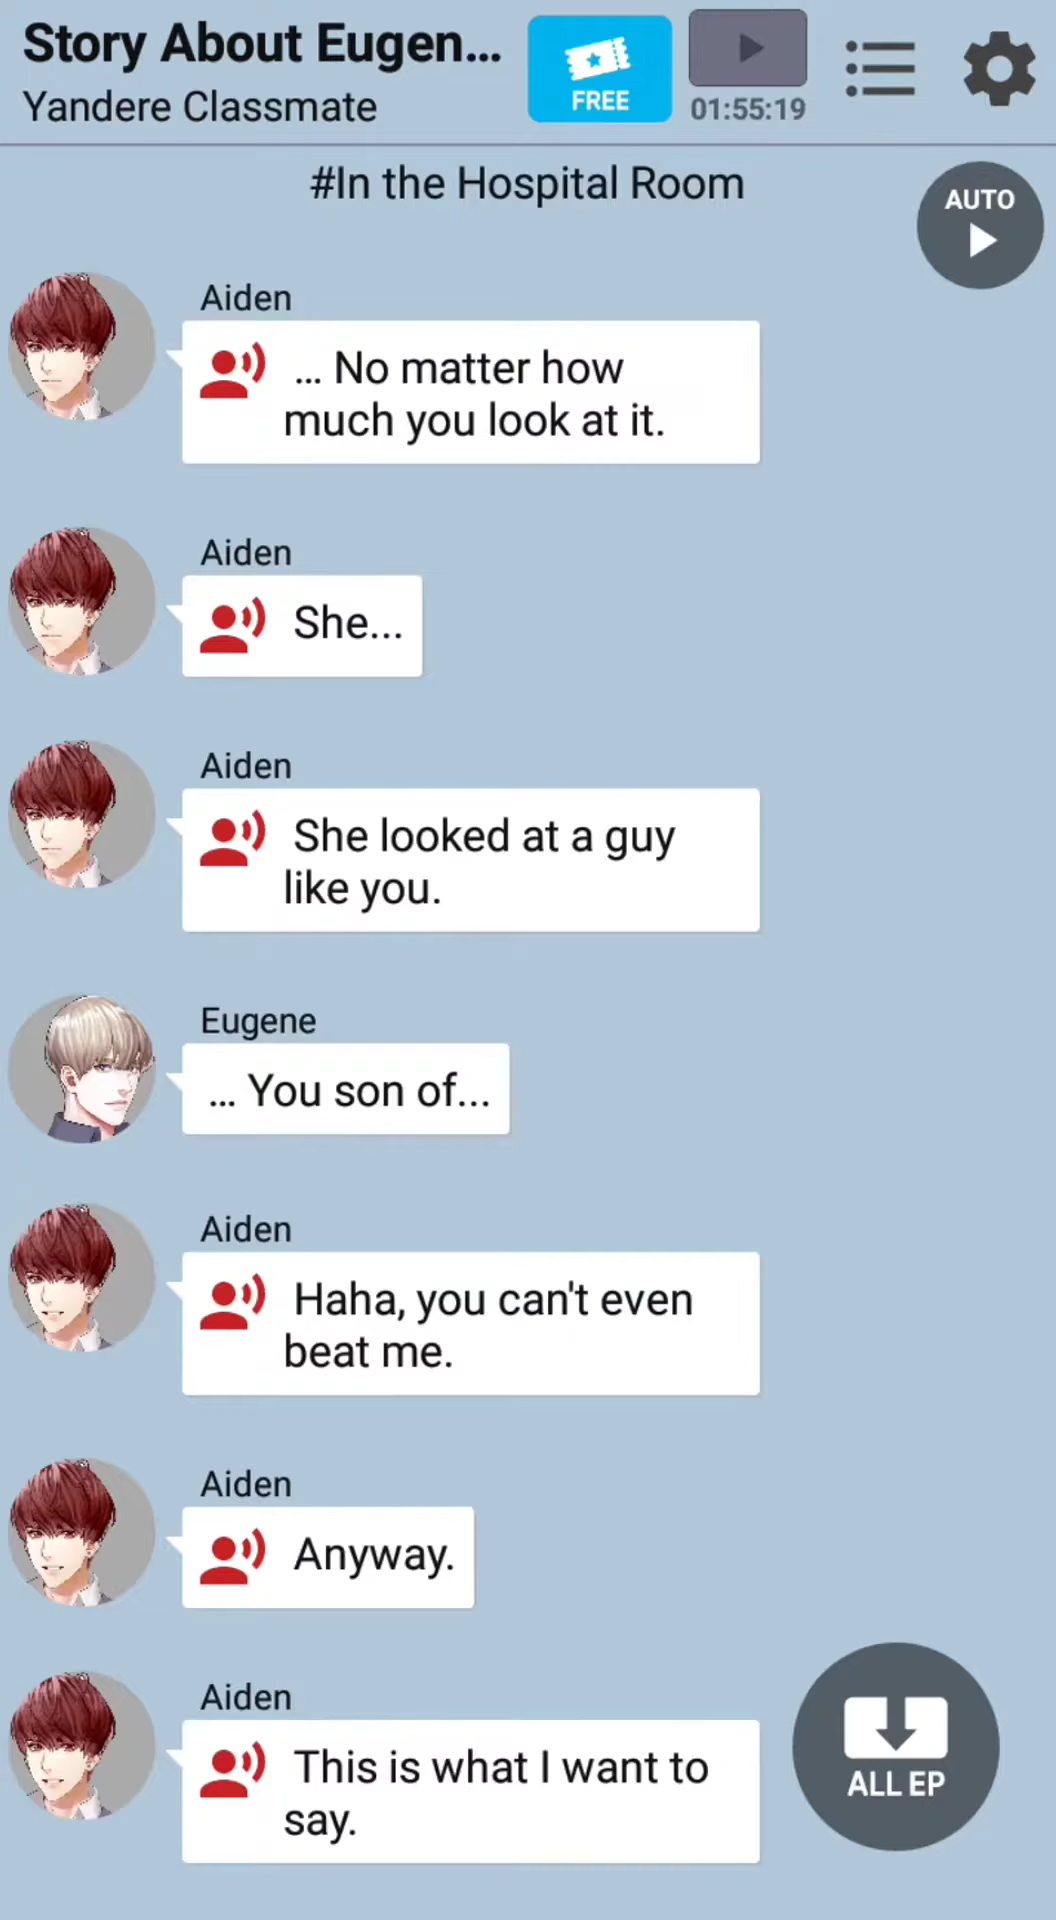 Story About Eugen...
Yandere Classmate
FREE
01:55:19
#In the Hospital Room
AUTO
Aiden
... No matter how
much you look at it.
Aiden
She...
Aiden
She looked at a guy
like you.
Eugene
... You son of...
Aiden
Haha, you can't even
beat me.
Aiden
Anyway.
Aiden
This is what I want to
say.
ALL EP